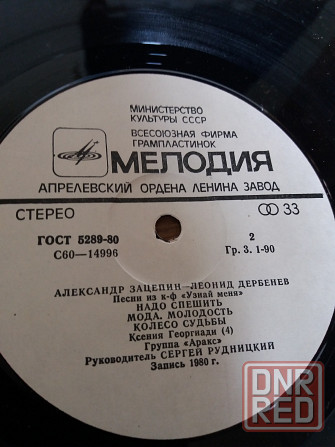 МИНИСТЕРСТВО
КУЛЬТУРЫ СССР
ВСЕСОЮЗНАЯ ФИРМА
ГРАМПЛАСТИНОК
МЕЛОДИЯ
АПРЕЛЕВСКИЙ ОРДЕНА ЛЕНИНА ЗАВОД
СТЕРЕО 33
ГОСТ 5289-80 2
С60—14996 Гр. 3. 1-90
АЛЕКСАНДР ЗАЦЕПИН—ЛЕОНИД ДЕРБЕНЕВ
Песни из к-ф «Узнай меня»
НАДО СПЕШИТЬ
МОДА. МОЛОДОСТЬ
КОЛЕСО СУДЬБЫ
Ксения Георгиади (4)
Группа «Аракс»
Руководитель СЕРГЕЙ РУДНИЦКИЙ
Запись 1980 г.
DNR
RED